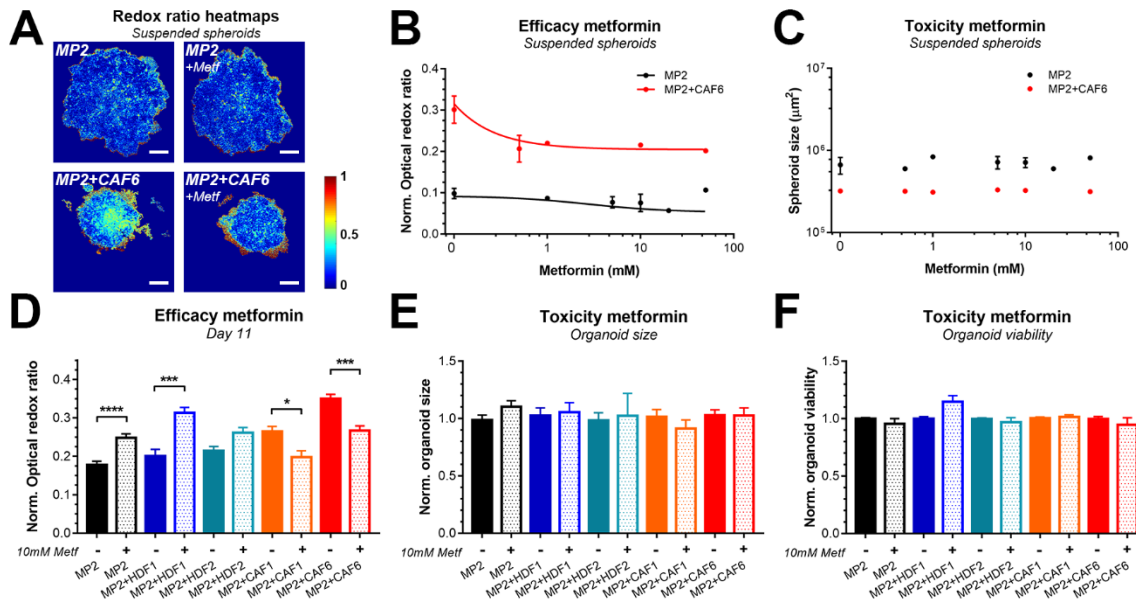 A
Redox ratio heatmaps
Suspended spheroids
MP2
MP2
+Metf
MP2+CAF6
MP2+CAF6
+Metf
1
0.5
0
B
Efficacy metformin
Suspended spheroids
MP2
MP2+CAF6
Norm. Optical redox ratio
0.4
0.3
0.2
0.1
0.0
0 1 10 100
Metformin (mM)
C
Toxicity metformin
Suspended spheroids
MP2
MP2+CAF6
Spheroid size (µm²)
10⁷
10⁶
10⁵
0 1 10 100
Metformin (mM)
D
Efficacy metformin
Day 11
Norm. Optical redox ratio
0.4
0.3
0.2
0.1
0.0
**** *** * ***
10mM Metf - + - + - + - + - +
MP2 MP2 MP2+HDF1 MP2+HDF1 MP2+HDF2 MP2+HDF2 MP2+CAF1 MP2+CAF1 MP2+CAF6 MP2+CAF6
E
Toxicity metformin
Organoid size
Norm. organoid size
1.5
1.0
0.5
0.0
10mM Metf - + - + - + - + - +
MP2 MP2 MP2+HDF1 MP2+HDF1 MP2+HDF2 MP2+HDF2 MP2+CAF1 MP2+CAF1 MP2+CAF6 MP2+CAF6
F
Toxicity metformin
Organoid viability
Norm. organoid viability
1.5
1.0
0.5
0.0
10mM Metf - + - + - + - + - +
MP2 MP2 MP2+HDF1 MP2+HDF1 MP2+HDF2 MP2+HDF2 MP2+CAF1 MP2+CAF1 MP2+CAF6 MP2+CAF6